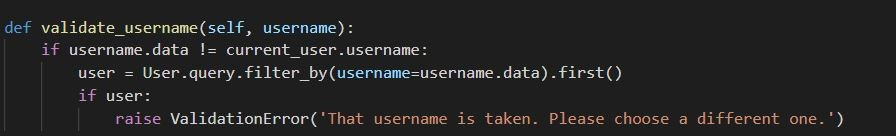 def validate_username(self, username):
    if username.data != current_user.username:
        user = User.query.filter_by(username=username.data).first()
        if user:
            raise ValidationError('That username is taken. Please choose a different one.')